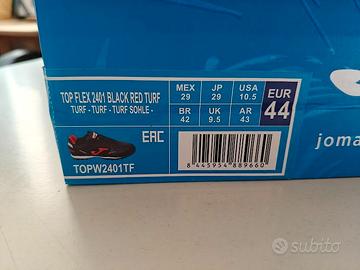 TOP FLEX 2401 BLACK RED TURF
TURF - TURF - TURF SOHLE -
MEX 29
JP 29
USA 10.5
BR 42
UK 9.5
AR 43
EUR 44
EAC
TOPW2401TF
8 445954 889660
joma
subito